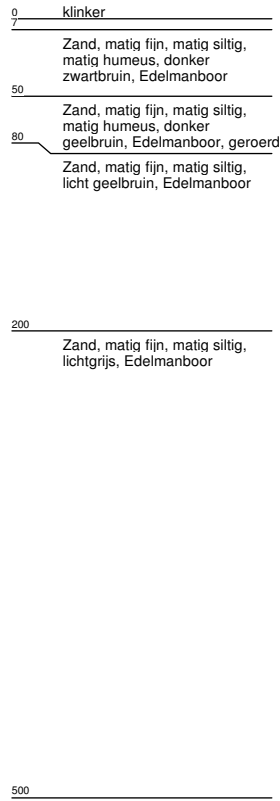 0 klinker
7
Zand, matig fijn, matig siltig,
matig humeus, donker
zwartbruin, Edelmanboor
50
Zand, matig fijn, matig siltig,
matig humeus, donker
geelbruin, Edelmanboor, geroerd
80
Zand, matig fijn, matig siltig,
licht geelbruin, Edelmanboor
200
Zand, matig fijn, matig siltig,
lichtgrijs, Edelmanboor
500